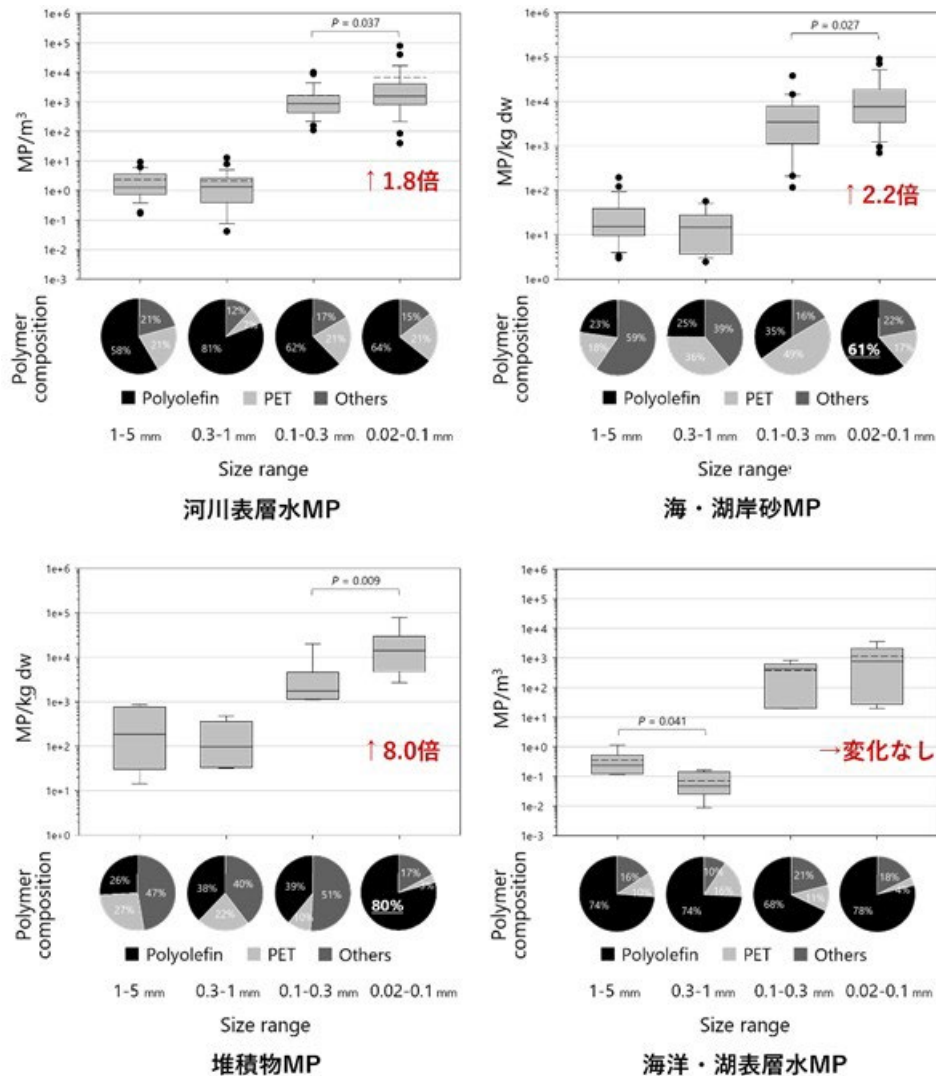 P = 0.037
1e+6
1e+5
1e+4
1e+3
1e+2
1e+1
1e+0
1e-1
1e-2
1e-3
MP/m³
↑1.8倍
Polymer composition
58% 21% 21%
81% 12% 7%
62% 17% 21%
64% 15% 21%
Polyolefin PET Others
1-5 mm 0.3-1 mm 0.1-0.3 mm 0.02-0.1 mm
Size range
河川表層水MP
P = 0.027
1e+6
1e+5
1e+4
1e+3
1e+2
1e+1
1e+0
MP/kg dw
↑2.2倍
Polymer composition
23% 59% 18%
25% 39% 36%
35% 16% 49%
61% 22% 17%
Polyolefin PET Others
1-5 mm 0.3-1 mm 0.1-0.3 mm 0.02-0.1 mm
Size range
海・湖岸砂MP
P = 0.009
1e+6
1e+5
1e+4
1e+3
1e+2
1e+1
1e+0
MP/kg dw
↑8.0倍
Polymer composition
26% 47% 27%
38% 40% 22%
39% 51% 10%
80% 17% 3%
Polyolefin PET Others
1-5 mm 0.3-1 mm 0.1-0.3 mm 0.02-0.1 mm
Size range
堆積物MP
P = 0.041
1e+6
1e+5
1e+4
1e+3
1e+2
1e+1
1e+0
1e-1
1e-2
1e-3
MP/m³
→変化なし
Polymer composition
74% 16% 10%
74% 10% 16%
68% 21% 11%
78% 18% 4%
Polyolefin PET Others
1-5 mm 0.3-1 mm 0.1-0.3 mm 0.02-0.1 mm
Size range
海洋・湖表層水MP